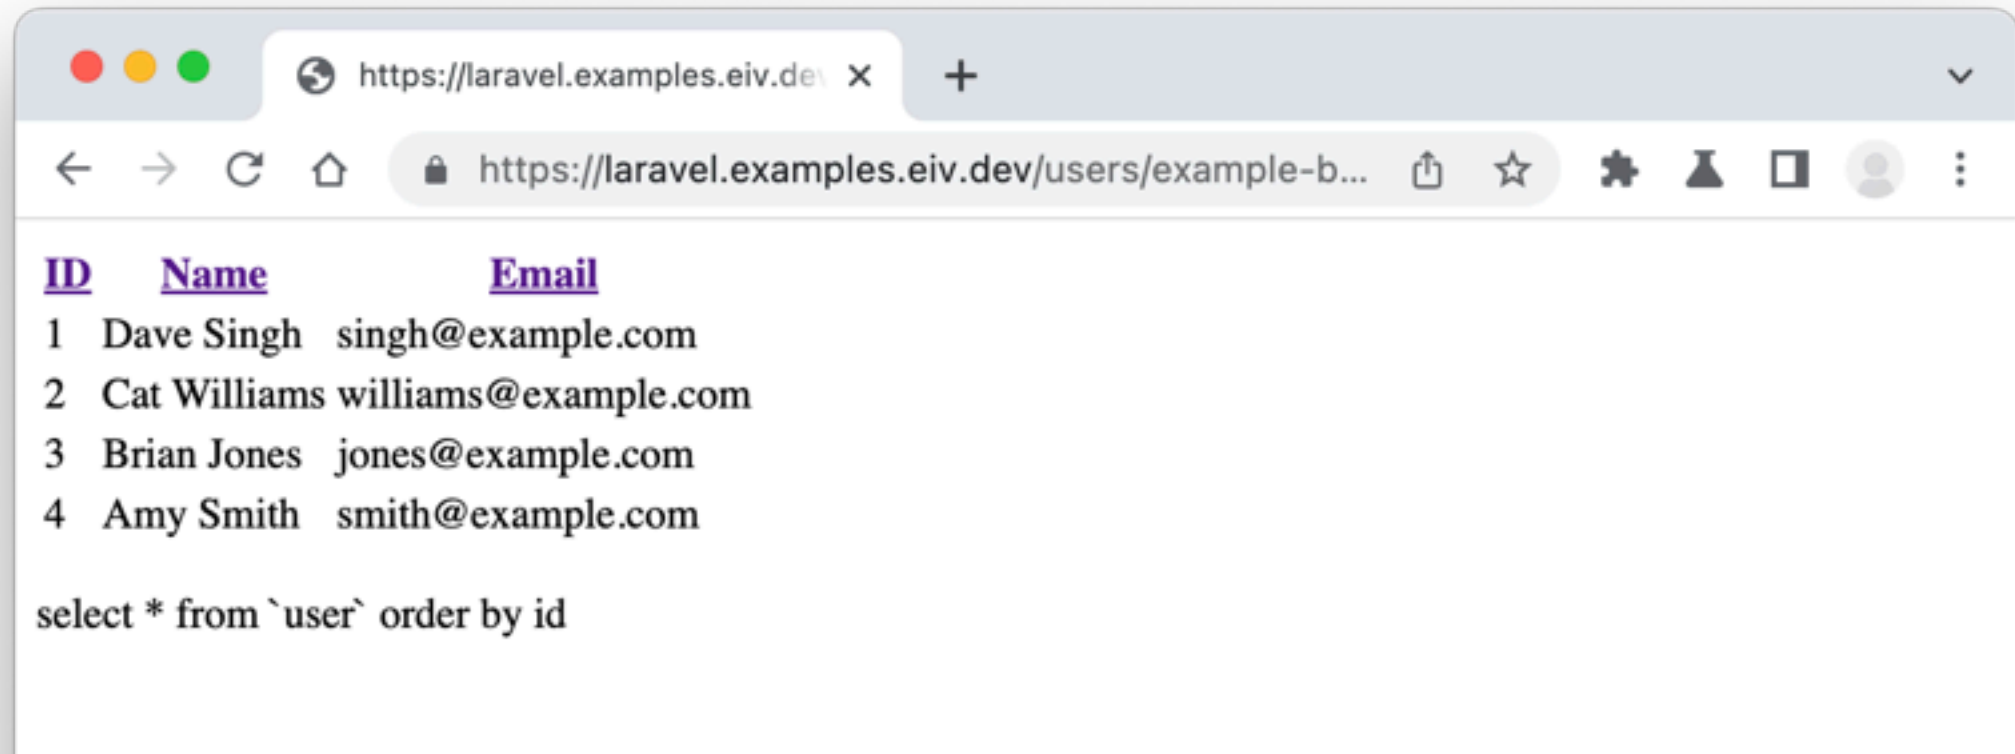 https://laravel.examples.eiv.de
https://laravel.examples.eiv.dev/users/example-b...
ID Name Email
1 Dave Singh singh@example.com
2 Cat Williams williams@example.com
3 Brian Jones jones@example.com
4 Amy Smith smith@example.com
select * from `user` order by id